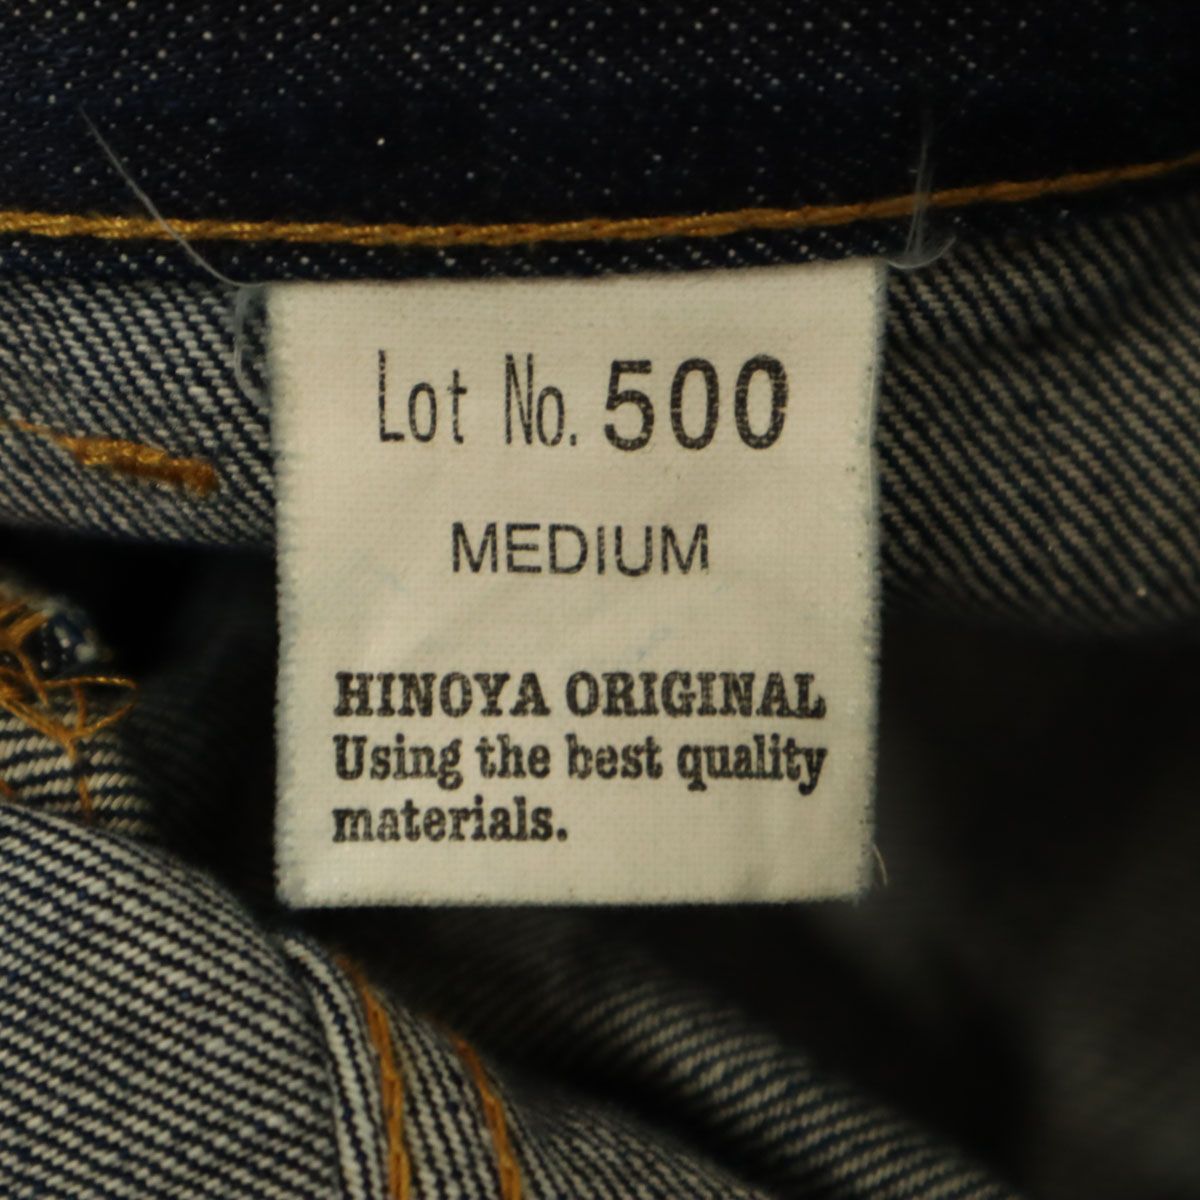 Lot No. 500
MEDIUM
HINOYA ORIGINAL
Using the best quality
materials.